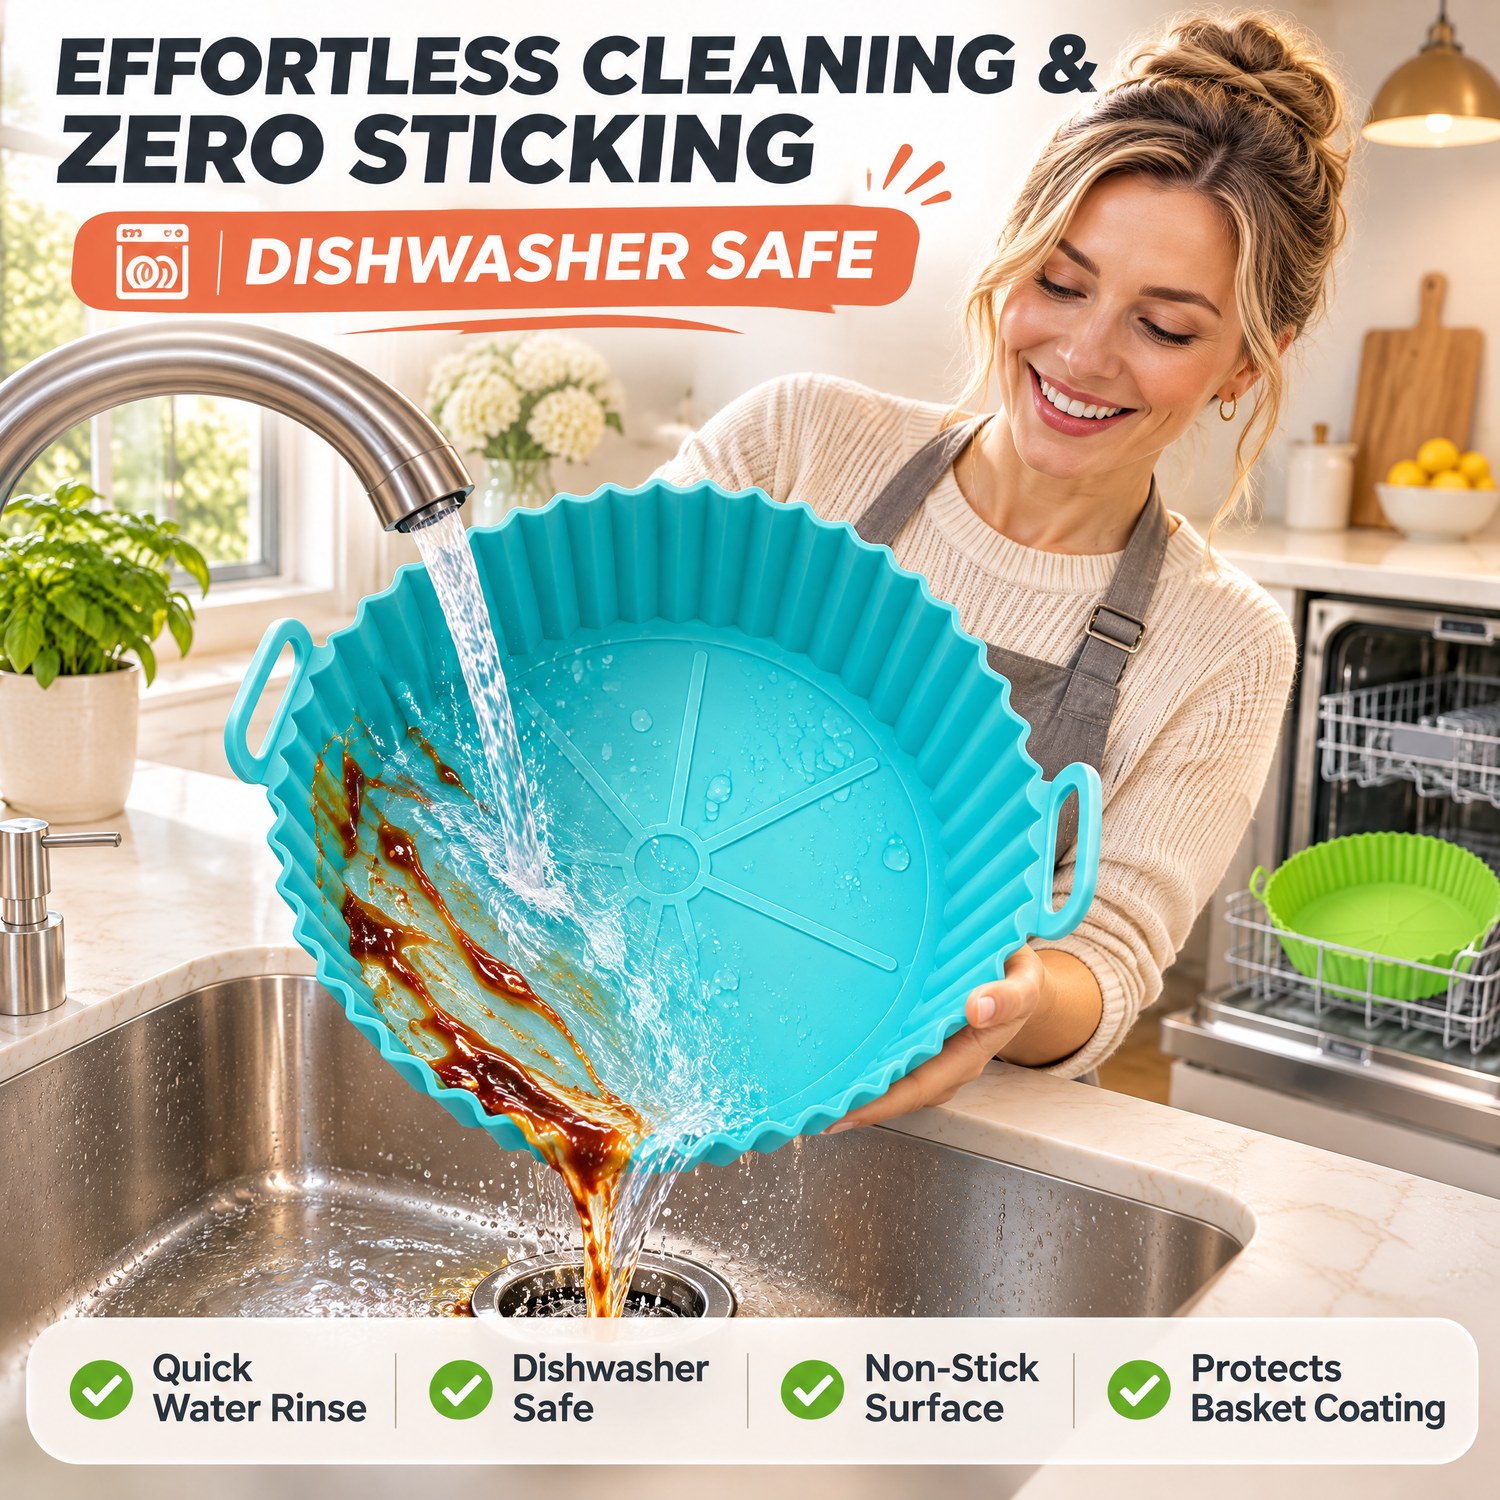 EFFORTLESS CLEANING &
ZERO STICKING
DISHWASHER SAFE
Quick
Water Rinse
Dishwasher
Safe
Non-Stick
Surface
Protects
Basket Coating